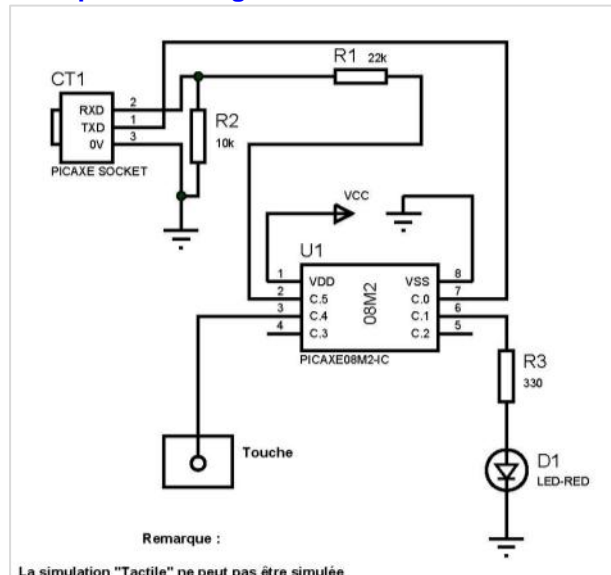 R1 22k
CT1
RXD 2
TXD 1
0V 3
PICAXE SOCKET
R2
10k
VCC
U1
1 VDD VSS 8
2 C.5 C.0 7
3 C.4 C.1 6
4 C.3 C.2 5
08M2
PICAXE08M2-IC
R3
330
Touche
D1
LED-RED
Remarque :
La simulation "Tactile" ne peut pas être simulée